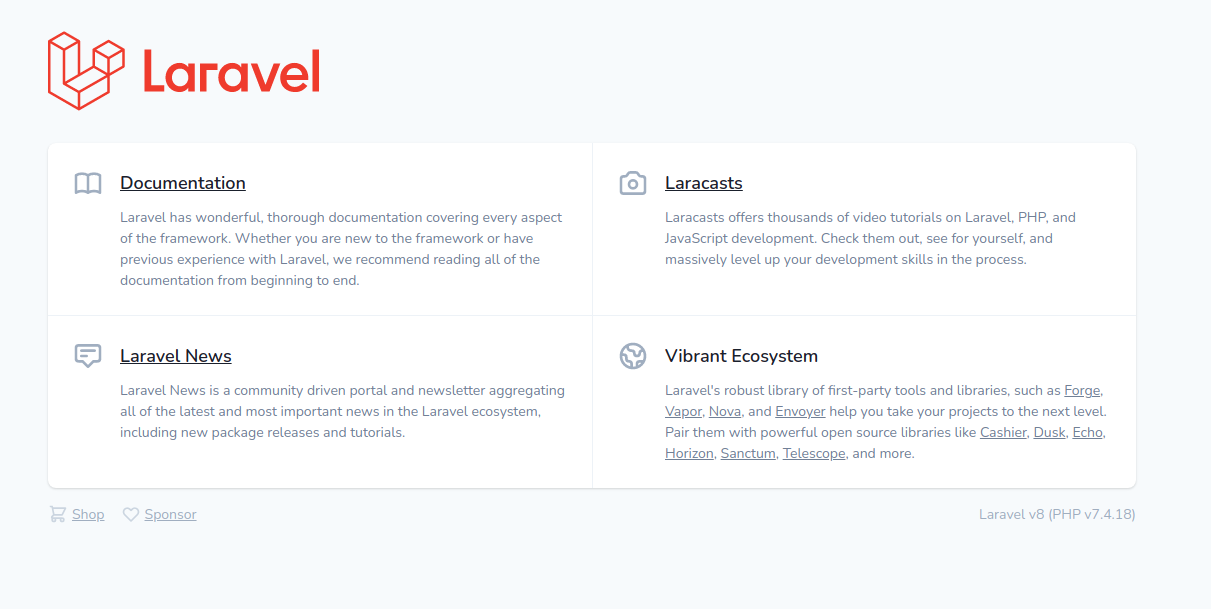 Laravel
Documentation
Laravel has wonderful, thorough documentation covering every aspect
of the framework. Whether you are new to the framework or have
previous experience with Laravel, we recommend reading all of the
documentation from beginning to end.
Laracasts
Laracasts offers thousands of video tutorials on Laravel, PHP, and
JavaScript development. Check them out, see for yourself, and
massively level up your development skills in the process.
Laravel News
Laravel News is a community driven portal and newsletter aggregating
all of the latest and most important news in the Laravel ecosystem,
including new package releases and tutorials.
Vibrant Ecosystem
Laravel's robust library of first-party tools and libraries, such as Forge,
Vapor, Nova, and Envoyer help you take your projects to the next level.
Pair them with powerful open source libraries like Cashier, Dusk, Echo,
Horizon, Sanctum, Telescope, and more.
Shop
Sponsor
Laravel v8 (PHP v7.4.18)